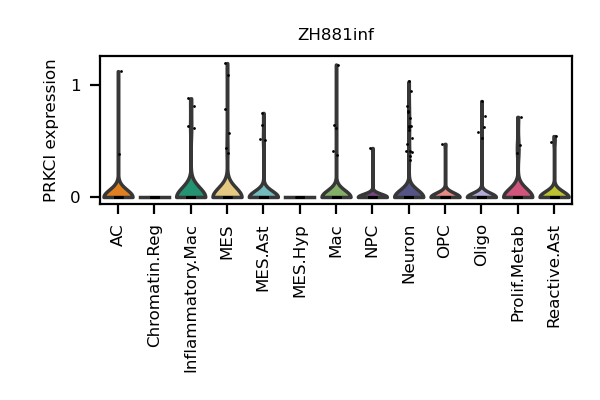 ZH881inf
PRKCI expression
1
0
AC
Chromatin.Reg
Inflammatory.Mac
MES
MES.Ast
MES.Hyp
Mac
NPC
Neuron
OPC
Oligo
Prolif.Metab
Reactive.Ast